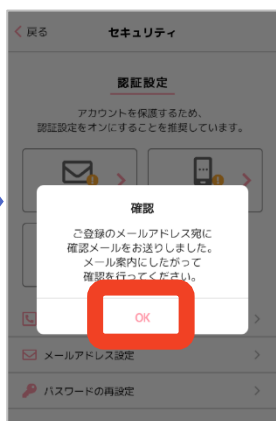 戻る
セキュリティ
認証設定
アカウントを保護するため、
認証設定をオンにすることを推奨しています。
確認
ご登録のメールアドレス宛に
確認メールをお送りしました。
メール案内にしたがって
確認を行ってください。
OK
メールアドレス設定
パスワードの再設定